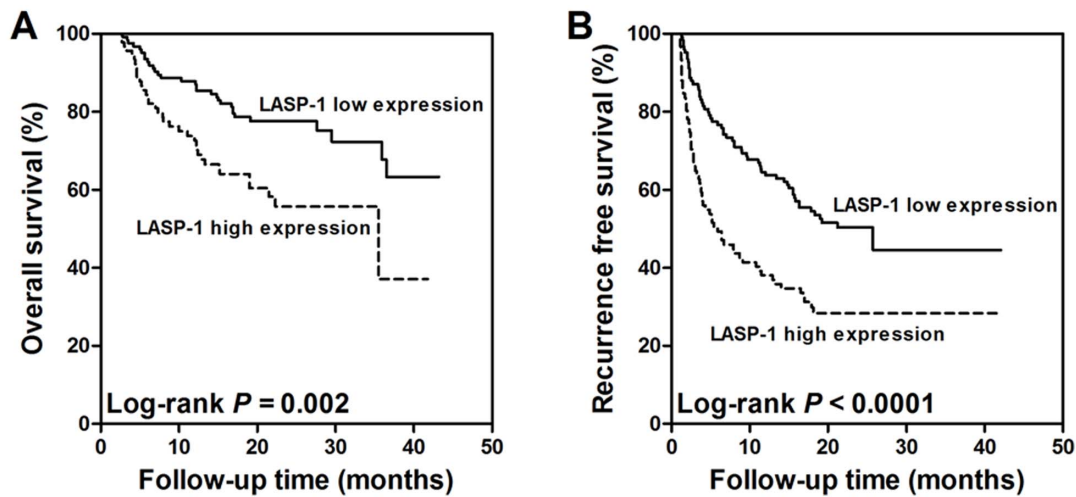 A
Overall survival (%)
100
80
60
40
20
0
LASP-1 low expression
LASP-1 high expression
Log-rank P = 0.002
0 10 20 30 40 50
Follow-up time (months)
B
Recurrence free survival (%)
100
80
60
40
20
0
LASP-1 low expression
LASP-1 high expression
Log-rank P < 0.0001
0 10 20 30 40 50
Follow-up time (months)